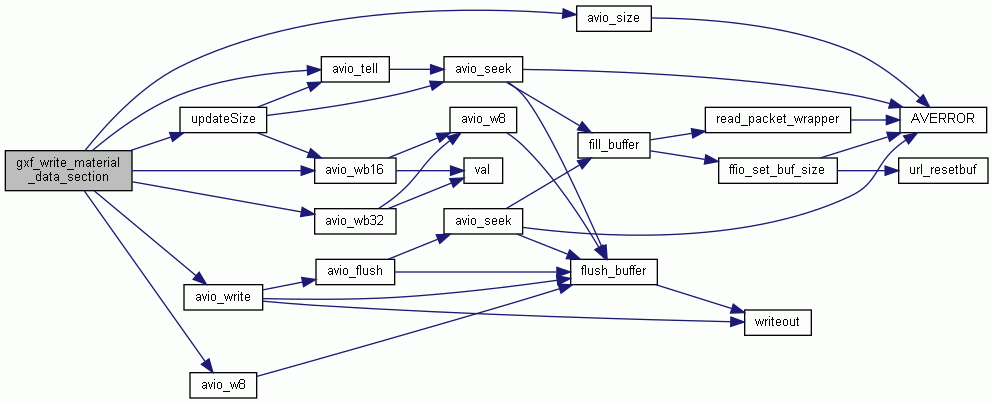 avio_size
avio_tell
avio_seek
updateSize
avio_w8
read_packet_wrapper
AVERROR
fill_buffer
gxf_write_material
_data_section
avio_wb16
val
ffio_set_buf_size
url_resetbuf
avio_wb32
avio_seek
avio_flush
flush_buffer
avio_write
writeout
avio_w8